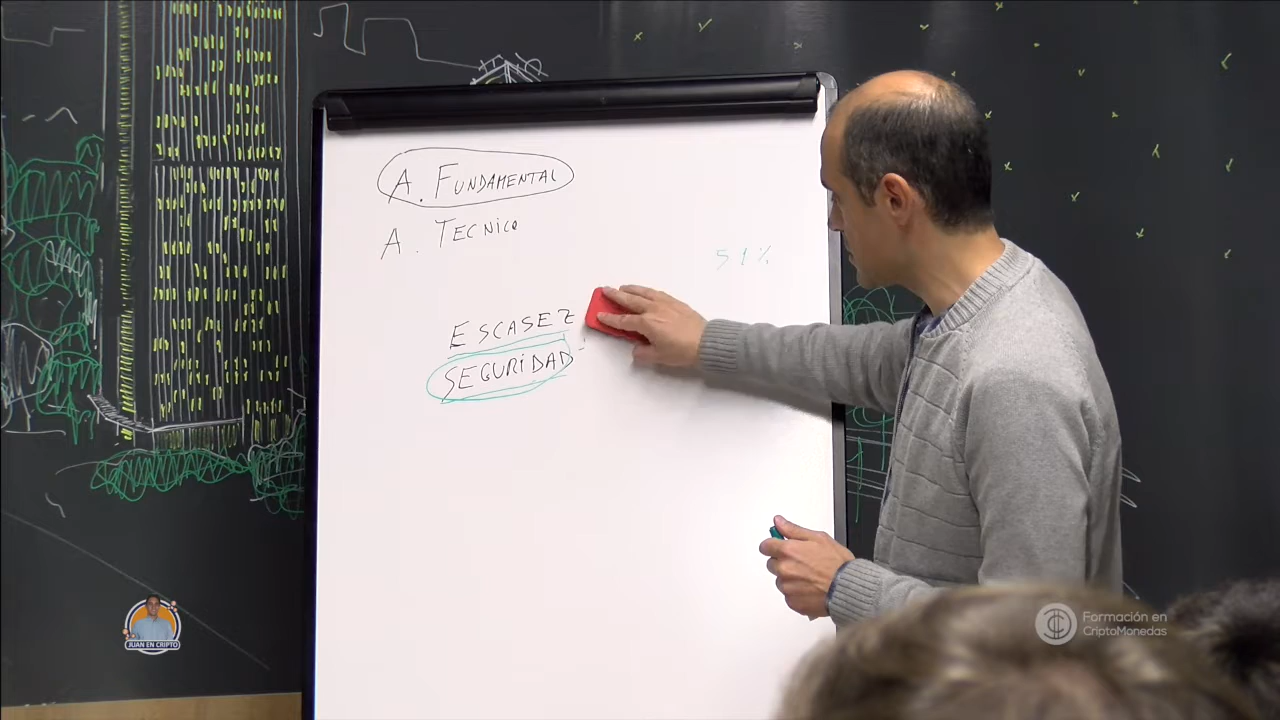 A. FUNDAMENTAL
A. TECNICO
51%
ESCASEZ
SEGURIDAD
JUAN EN CRIPTO
Formación en
CriptoMonedas